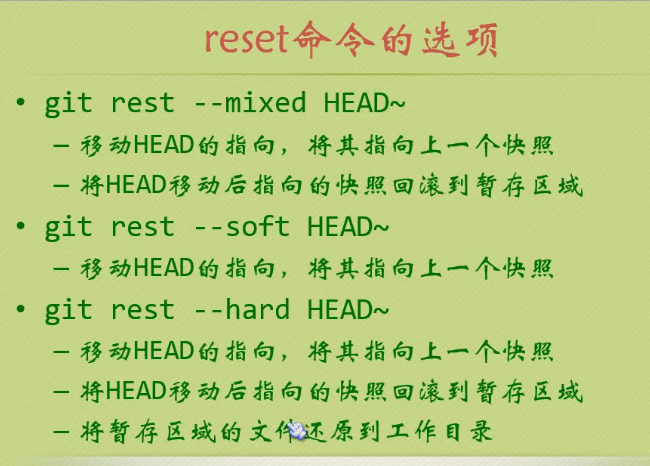 reset命令的选项
• git rest --mixed HEAD~
– 移动HEAD的指向，将其指向上一个快照
– 将HEAD移动后指向的快照回滚到暂存区域
• git rest --soft HEAD~
– 移动HEAD的指向，将其指向上一个快照
• git rest --hard HEAD~
– 移动HEAD的指向，将其指向上一个快照
– 将HEAD移动后指向的快照回滚到暂存区域
– 将暂存区域的文件还原到工作目录